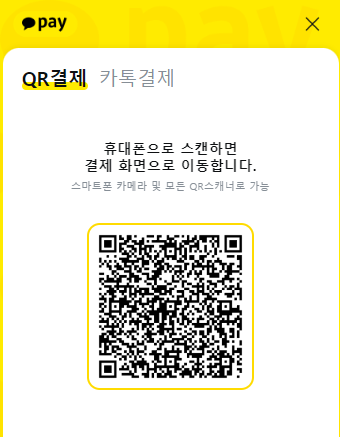 pay
QR결제 카톡결제
휴대폰으로 스캔하면
결제 화면으로 이동합니다.
스마트폰 카메라 및 모든 QR스캐너로 가능